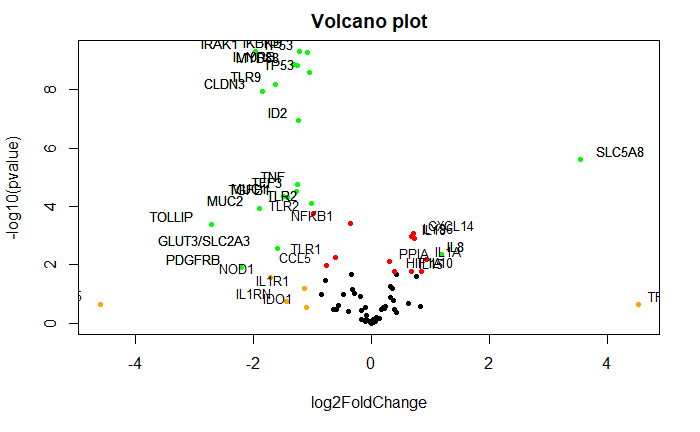 Volcano plot
IRAK1
TP53
TP53
TLR9
CLDN3
ID2
SLC5A8
TNF
TFF3
TLR2
MUC2
TLR2
NFKB1
TOLLIP
CXCL14
GLUT3/SLC2A3
TLR1
PPIA
IL1A
IL8
CCL5
PDGFRB
NOD1
IL1R1
IL1RN
IDO1
-log10(pvalue)
0
2
4
6
8
-4
-2
0
2
4
log2FoldChange